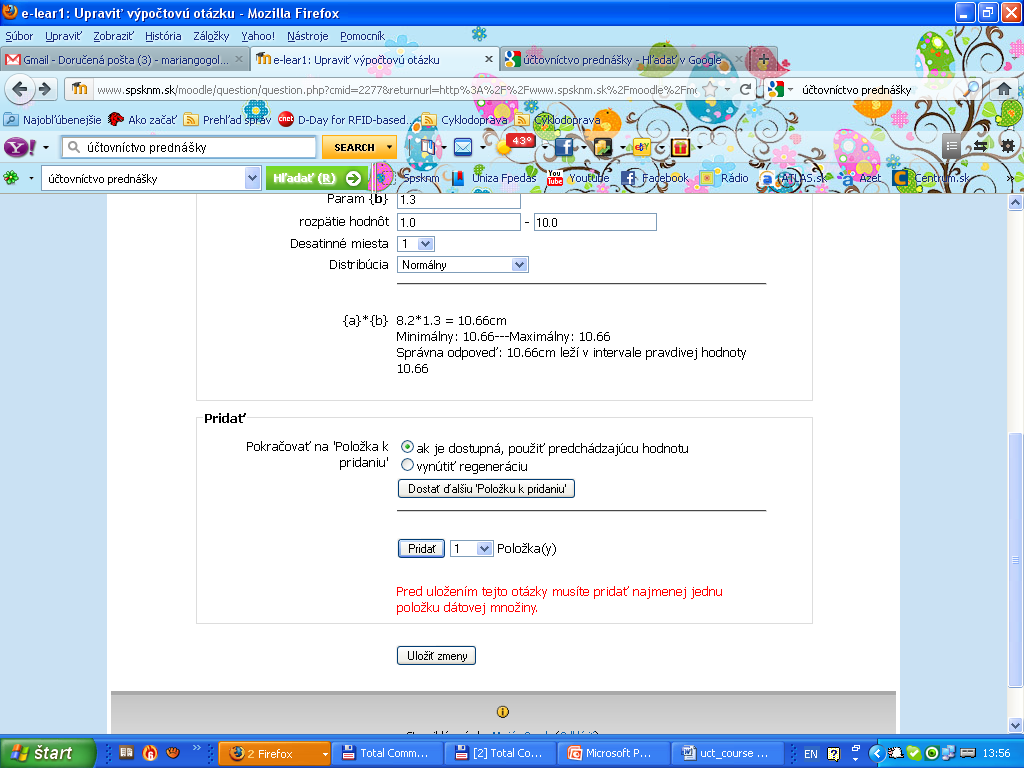 e-lear1: Upraviť výpočtovú otázku - Mozilla Firefox
Súbor Upraviť Zobraziť História Záložky Yahoo! Nástroje Pomocník
Gmail - Doručená pošta (3) - mariangogol... e-lear1: Upraviť výpočtovú otázku účtovníctvo prednášky - Hľadať v Google
www.spsknm.sk/moodle/question/question.php?cmid=2277&returnurl=http%3A%2F%2Fwww.spsknm.sk%2Fmoodle%2Fmo účtovníctvo prednášky
Najobľúbenejšie Ako začať Prehľad správ cnet D-Day for RFID-based... Cyklodoprava Cyklodoprava
Y! účtovníctvo prednášky SEARCH 43°
účtovníctvo prednášky Hľadať (R) Spsknm Uniza Fpedas You Tube Youtube Facebook Rádio ATLAS.sk Azet Centrum.sk
Param {b} 1.3
rozpätie hodnôt 1.0 - 10.0
Desatinné miesta 1
Distribúcia Normálny
{a}*{b} 8.2*1.3 = 10.66cm
Minimálny: 10.66---Maximálny: 10.66
Správna odpoveď: 10.66cm leží v intervale pravdivej hodnoty
10.66
Pridať
Pokračovať na 'Položka k
pridaniu'
ak je dostupná, použiť predchádzajúcu hodnotu
vynútiť regeneráciu
Dostať ďalšiu 'Položku k pridaniu'
Pridať 1 Položka(y)
Pred uložením tejto otázky musíte pridať najmenej jednu
položku dátovej množiny.
Uložiť zmeny
štart 2 Firefox Total Comm... [2] Total Co... Microsoft P... uct_course EN 13:56